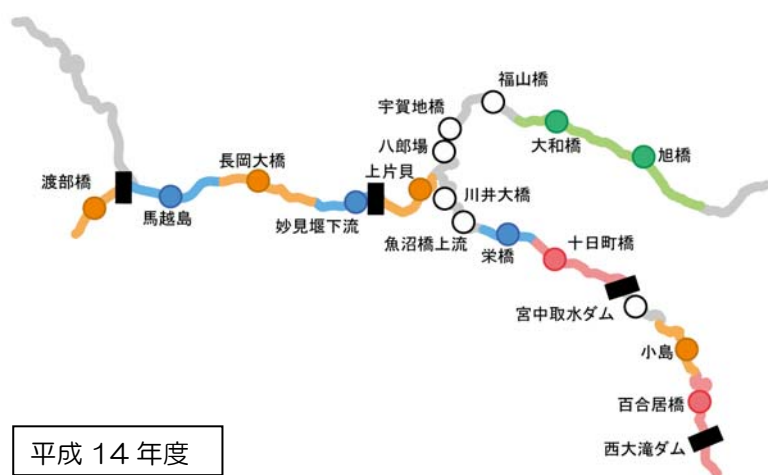 福山橋
宇賀地橋
八郎場
大和橋
旭橋
長岡大橋
上片貝
渡部橋
川井大橋
馬越島
妙見堰下流
魚沼橋上流
栄橋
十日町橋
宮中取水ダム
小島
百合居橋
西大滝ダム
平成 14 年度